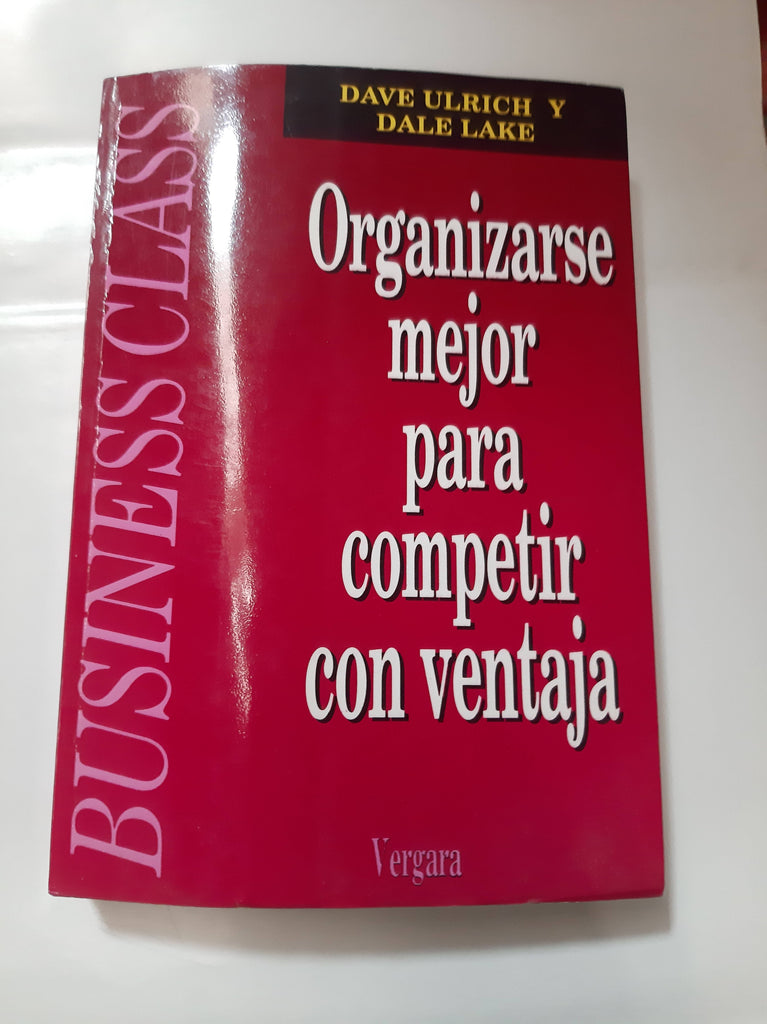 DAVE ULRICH Y
DALE LAKE
Organizarse
mejor
para
competir
con ventaja
BUSINESS CLASS
Vergara